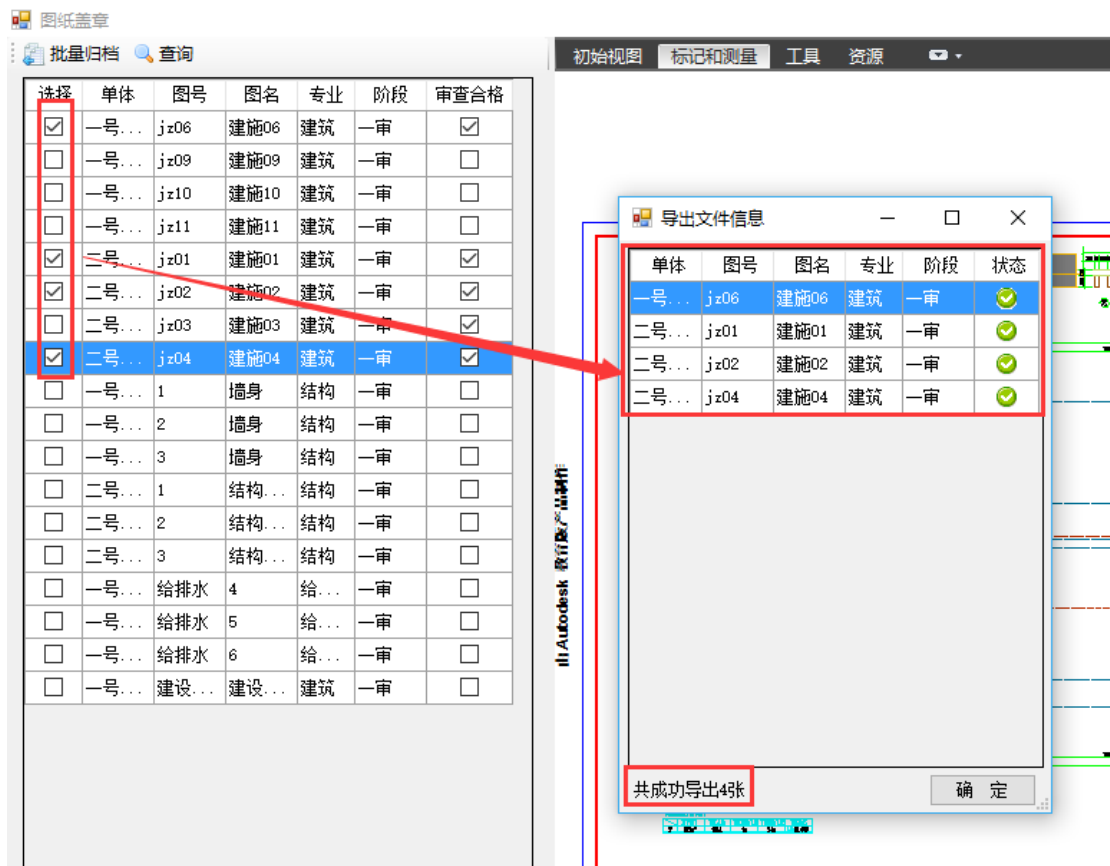 图纸盖章
批量归档 查询
初始视图 标记和测量 工具 资源
选择 单体 图号 图名 专业 阶段 审查合格
一号... jz06 建施06 建筑 一审
一号... jz09 建施09 建筑 一审
一号... jz10 建施10 建筑 一审
一号... jz11 建施11 建筑 一审
二号... jz01 建施01 建筑 一审
二号... jz02 建施02 建筑 一审
二号... jz03 建施03 建筑 一审
二号... jz04 建施04 建筑 一审
一号... 1 墙身 结构 一审
一号... 2 墙身 结构 一审
一号... 3 墙身 结构 一审
二号... 1 结构... 结构 一审
二号... 2 结构... 结构 一审
二号... 3 结构... 结构 一审
一号... 给排水 4 给... 一审
一号... 给排水 5 给... 一审
一号... 给排水 6 给... 一审
一号... 建设... 建设... 建筑 一审
导出文件信息
单体 图号 图名 专业 阶段 状态
一号... jz06 建施06 建筑 一审
二号... jz01 建施01 建筑 一审
二号... jz02 建施02 建筑 一审
二号... jz04 建施04 建筑 一审
共成功导出4张
确 定
由 Autodesk 教育版产品制作